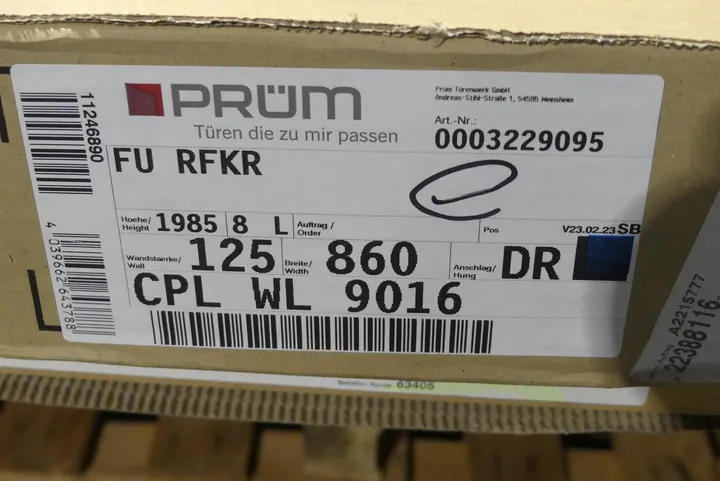 PRÜM
Türen die zu mir passen
Prüm Türenwerk GmbH
Andreas-Stihl-Straße 1, 54595 Weinsheim
Art.-Nr.:
0003229095
11246890
FU RFKR
Hoehe/ Height 1985 8 L Auftrag/ Order Pos V23.02.23 SB
Wandstaerke/ Wall 125 Breite/ Width 860 Anschlag/ Hung DR
CPL WL 9016
4 039662 643788
A2215777
22388116
63405